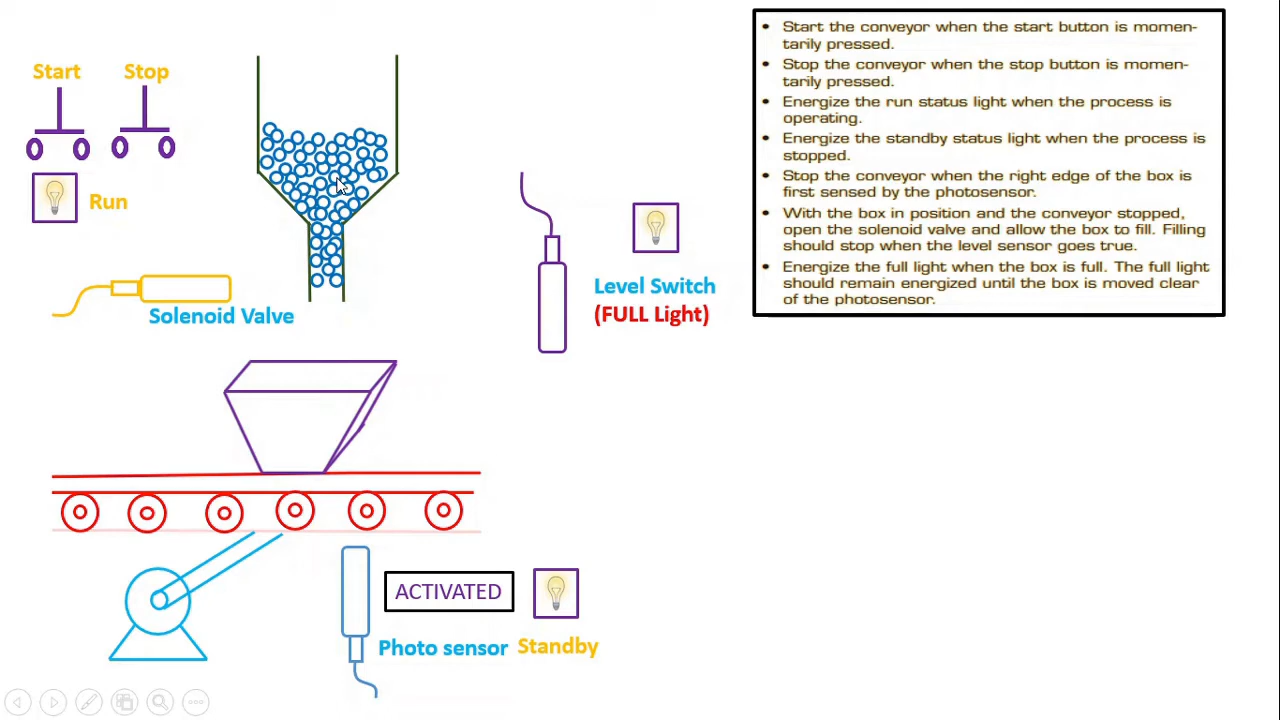 Start
Stop
Run
Solenoid Valve
Level Switch
(FULL Light)
ACTIVATED
Photo sensor
Standby
• Start the conveyor when the start button is momen-
tarily pressed.
• Stop the conveyor when the stop button is momen-
tarily pressed.
• Energize the run status light when the process is
operating.
• Energize the standby status light when the process is
stopped.
• Stop the conveyor when the right edge of the box is
first sensed by the photosensor.
• With the box in position and the conveyor stopped,
open the solenoid valve and allow the box to fill. Filling
should stop when the level sensor goes true.
• Energize the full light when the box is full. The full light
should remain energized until the box is moved clear
of the photosensor.